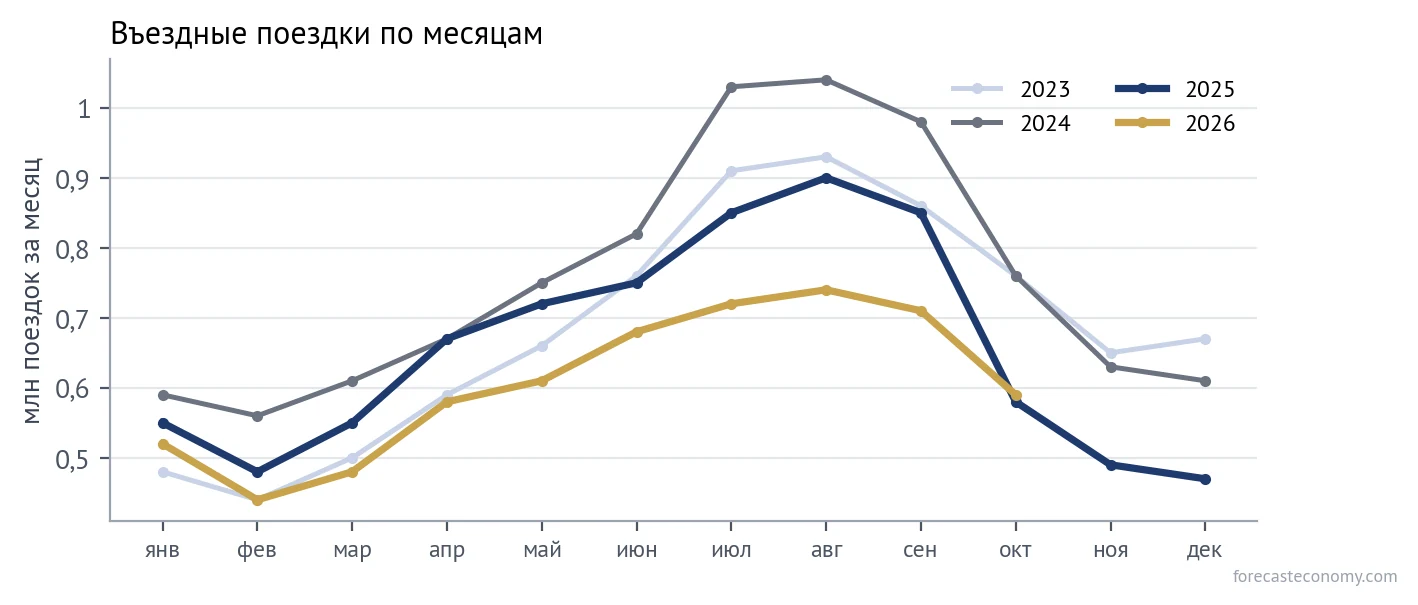 Въездные поездки по месяцам
млн поездок за месяц
1
0,9
0,8
0,7
0,6
0,5
2023
2024
2025
2026
янв фев мар апр май июн июл авг сен окт ноя дек
forecasteconomy.com